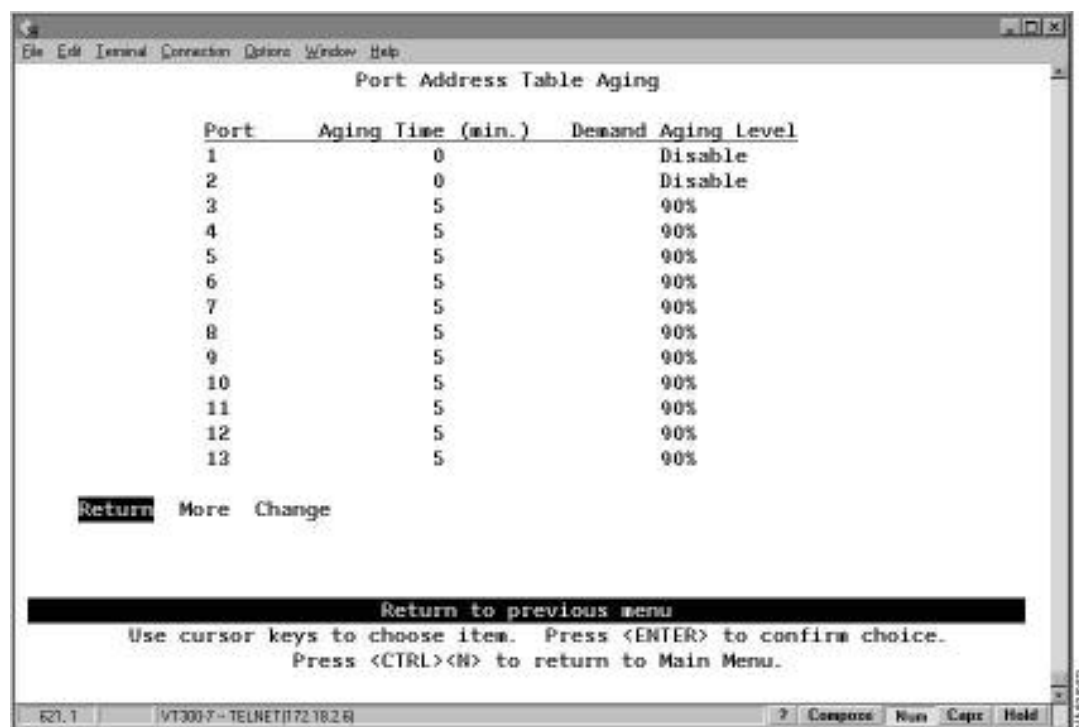 File Edit Terminal Connection Options Window Help
Port Address Table Aging
Port Aging Time (min.) Demand Aging Level
1 0 Disable
2 0 Disable
3 5 90%
4 5 90%
5 5 90%
6 5 90%
7 5 90%
8 5 90%
9 5 90%
10 5 90%
11 5 90%
12 5 90%
13 5 90%
Return More Change
Return to previous menu
Use cursor keys to choose item. Press <ENTER> to confirm choice.
Press <CTRL><N> to return to Main Menu.
621, 1 VT300-7 -- TELNET(172.18.2.6) ? Compose Num Caps Hold